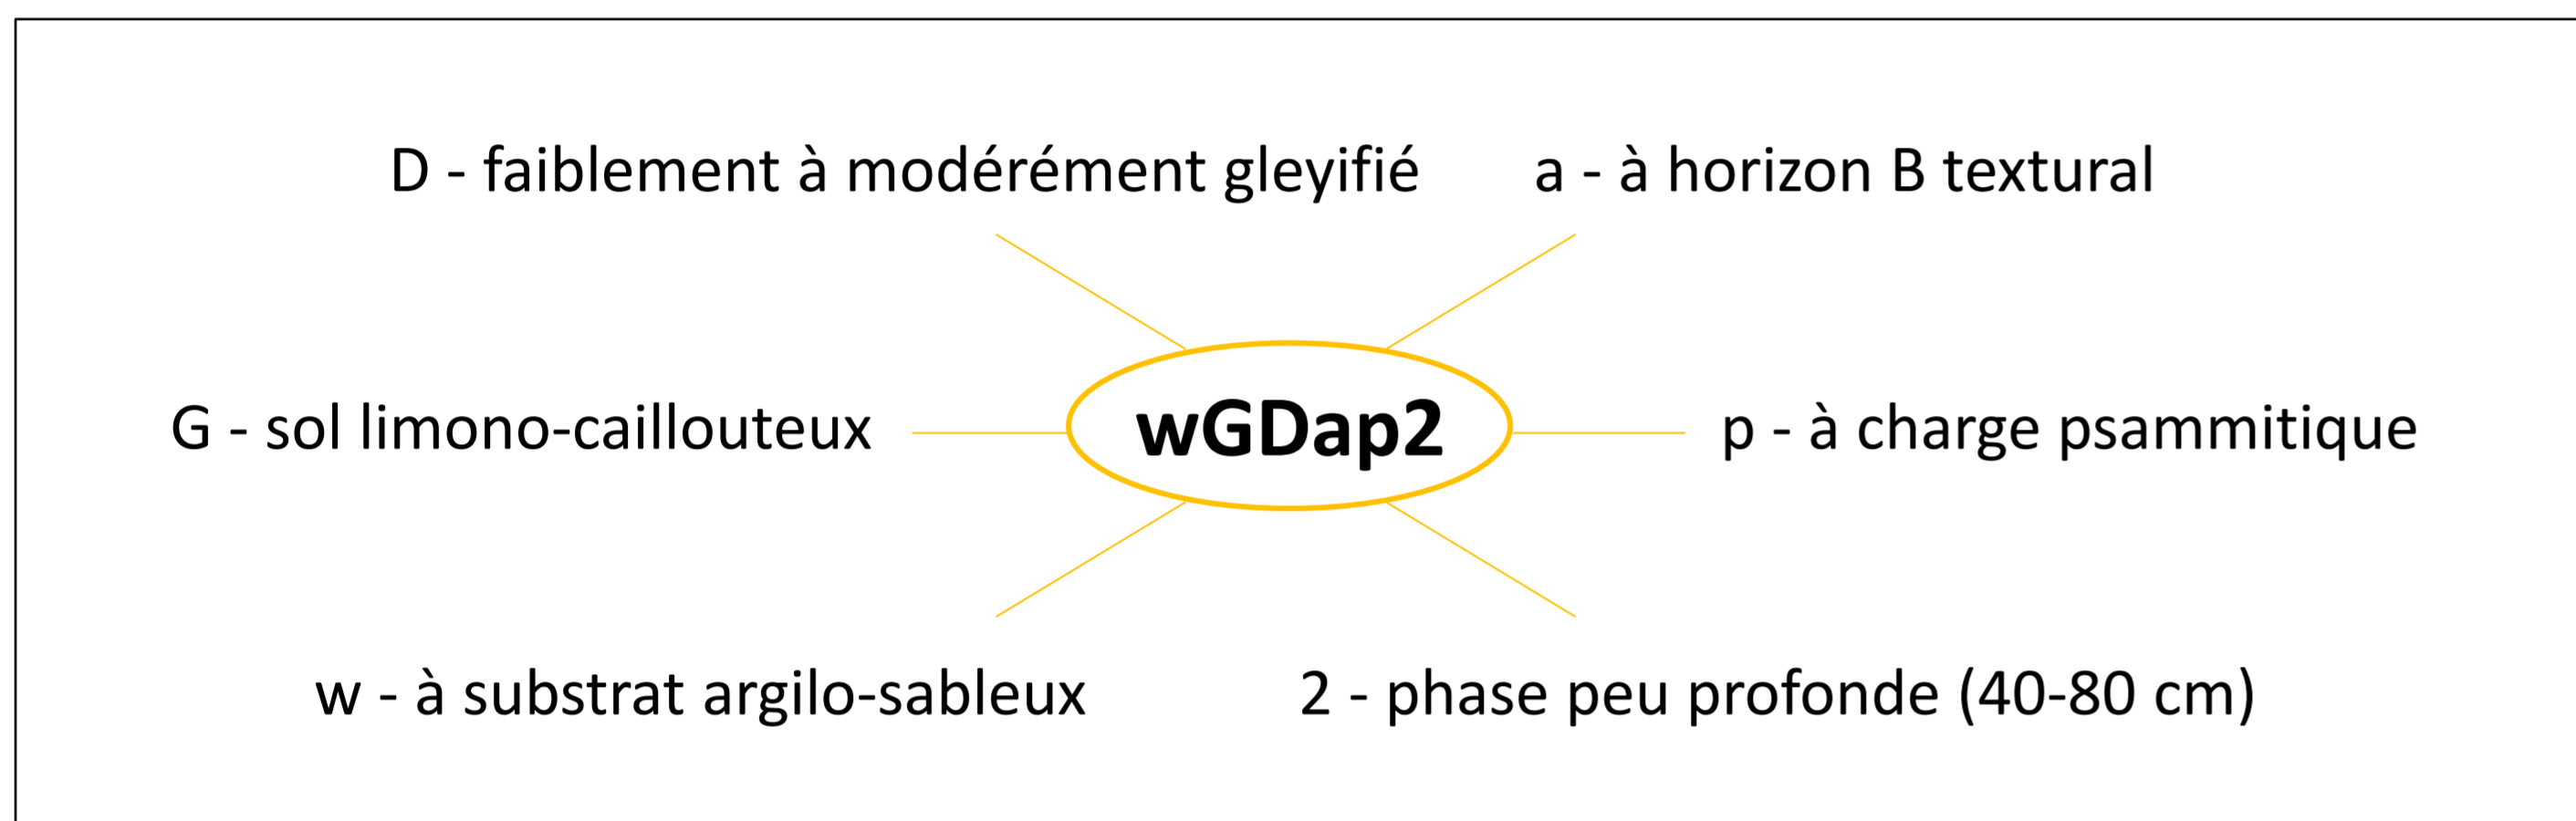 D - faiblement à modérément gleyifié
a - à horizon B textural
G - sol limono-caillouteux
wGDap2
p - à charge psammitique
w - à substrat argilo-sableux
2 - phase peu profonde (40-80 cm)